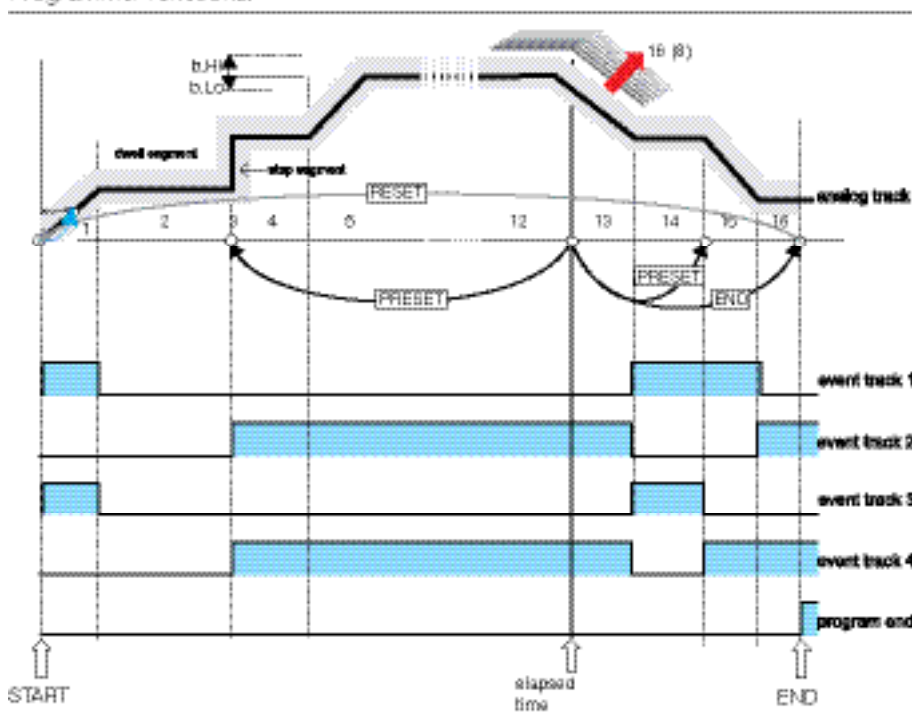 16 (8)
b.Hi
b.Lo
dwell segment
step segment
RESET
analog track
1 2 3 4 6 12 13 14 15 16
PRESET
PRESET
END
event track 1
event track 2
event track 3
event track 4
program end
START
elapsed
time
END